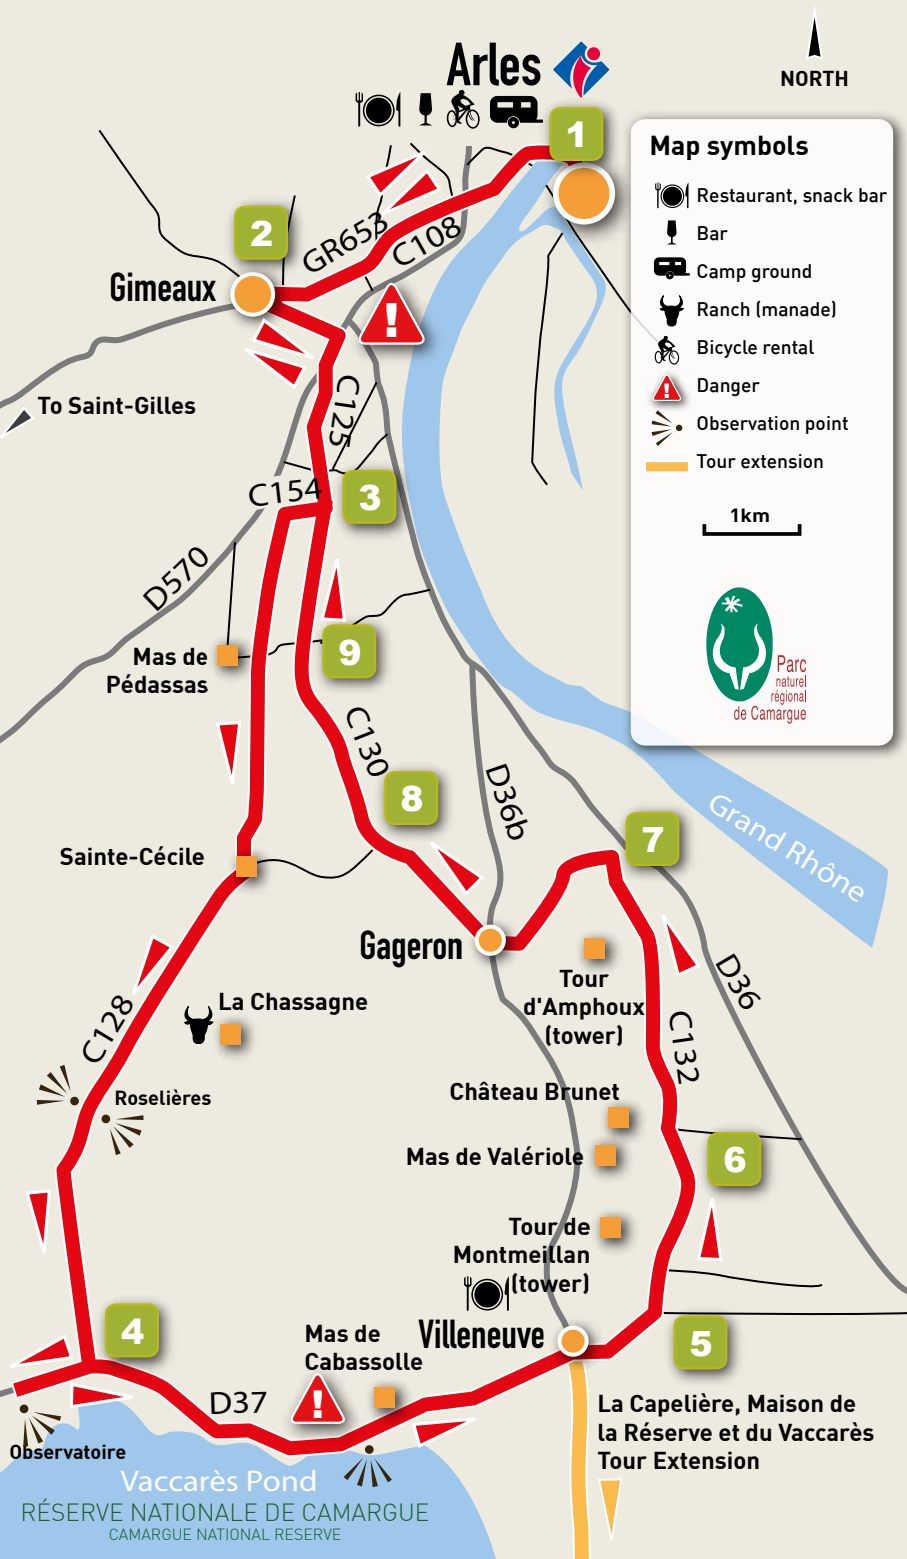 Arles
NORTH
1
Map symbols
Restaurant, snack bar
Bar
Camp ground
Ranch (manade)
Bicycle rental
Danger
Observation point
Tour extension
1km
Parc
naturel
régional
de Camargue
2
GR653
C108
Gimeaux
!
To Saint-Gilles
C125
C154
3
D570
9
Mas de
Pédassas
C130
D36b
8
Grand Rhône
7
Sainte-Cécile
Gageron
Tour
d'Amphoux
(tower)
D36
La Chassagne
C128
C132
Roselières
Château Brunet
Mas de Valériole
6
Tour de
Montmeillan
(tower)
4
Mas de
Cabassolle
Villeneuve
5
D37
!
La Capelière, Maison de
la Réserve et du Vaccarès
Tour Extension
Observatoire
Vaccarès Pond
RÉSERVE NATIONALE DE CAMARGUE
CAMARGUE NATIONAL RESERVE